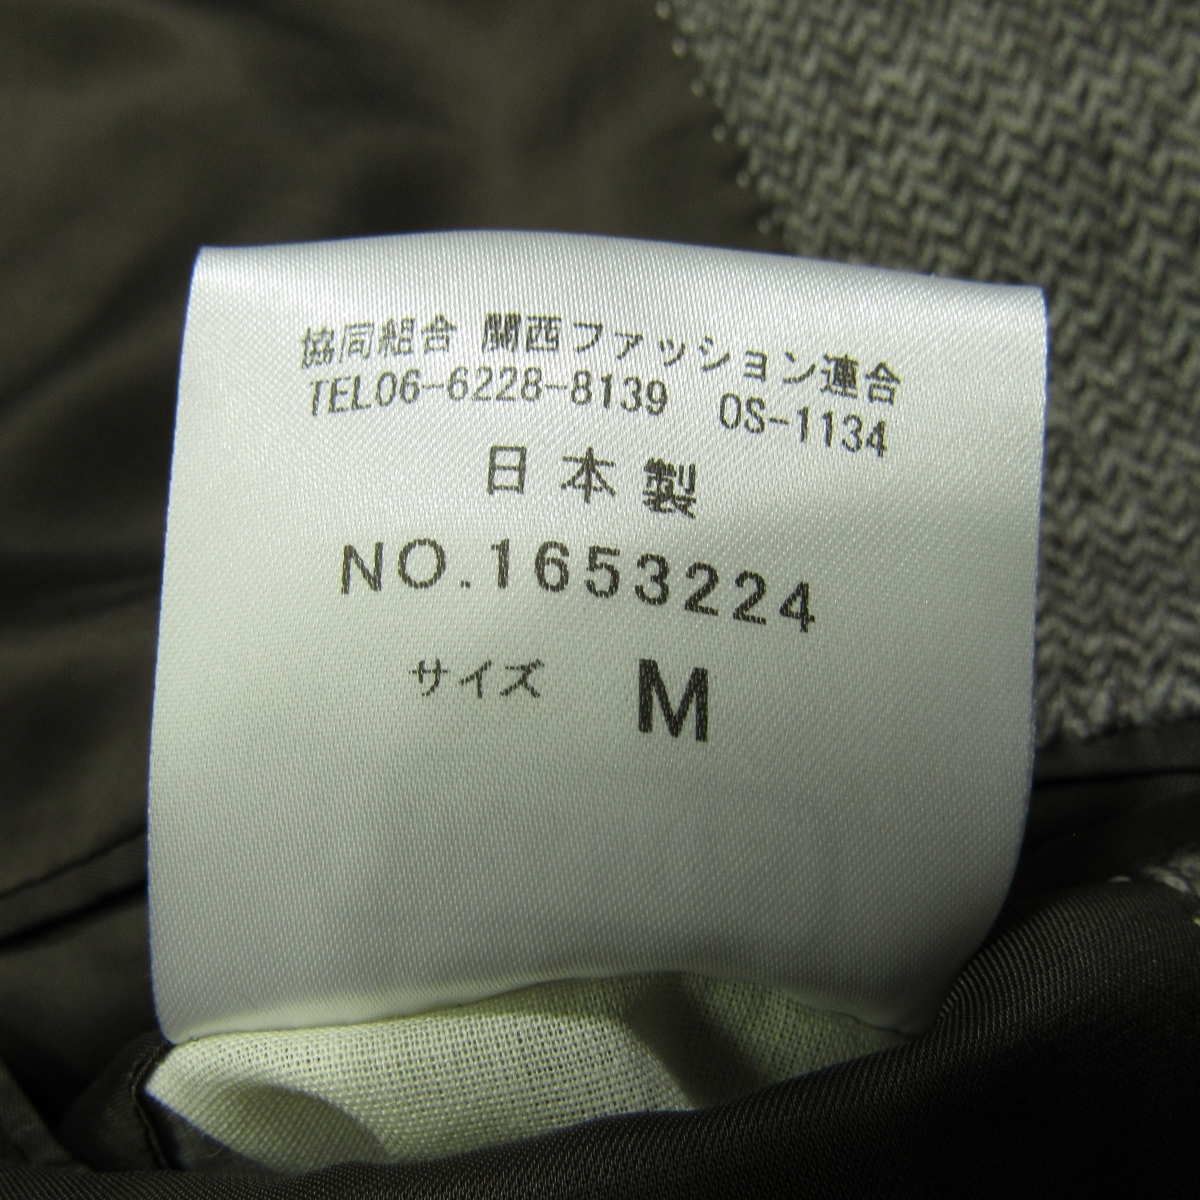 協同組合 関西ファッション連合
TEL06-6228-8139 OS-1134
日本製
NO.1653224
サイズ M